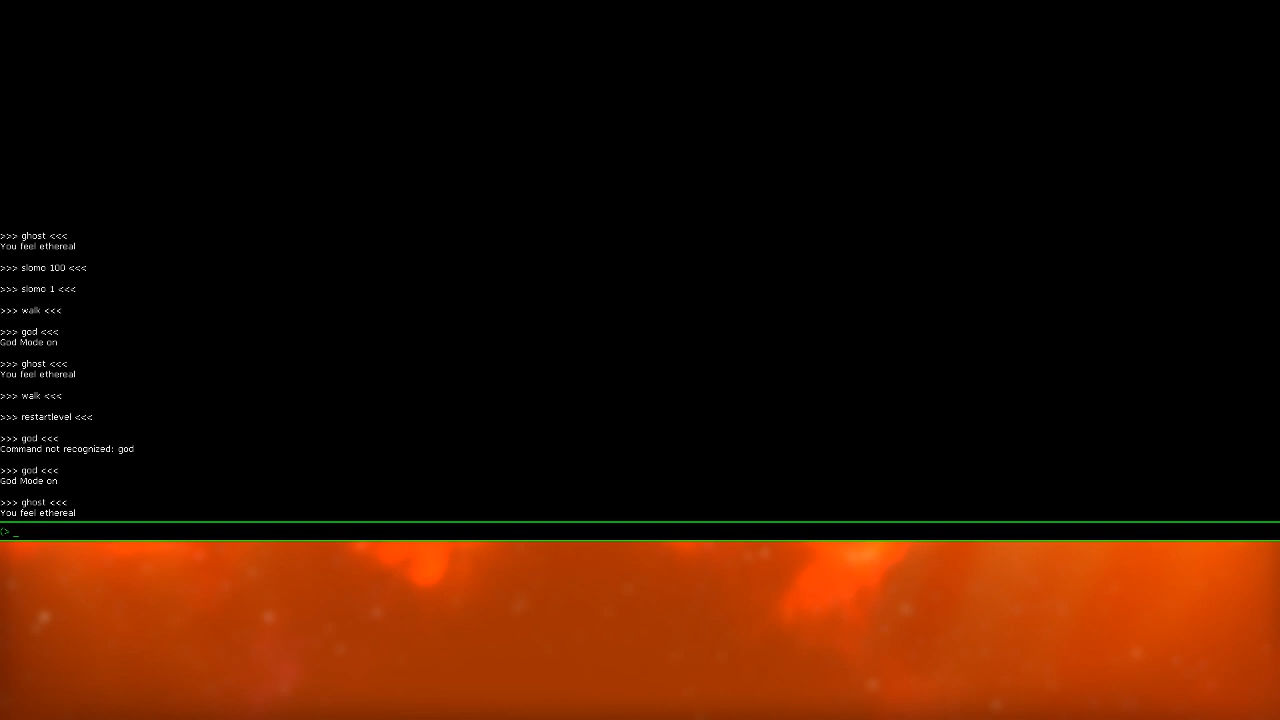 >>> ghost <<<
You feel ethereal
>>> slomo 100 <<<
>>> slomo 1 <<<
>>> walk <<<
>>> god <<<
God Mode on
>>> ghost <<<
You feel ethereal
>>> walk <<<
>>> restartlevel <<<
>>> god <<<
Command not recognized: god
>>> god <<<
God Mode on
>>> ghost <<<
You feel ethereal
(> _